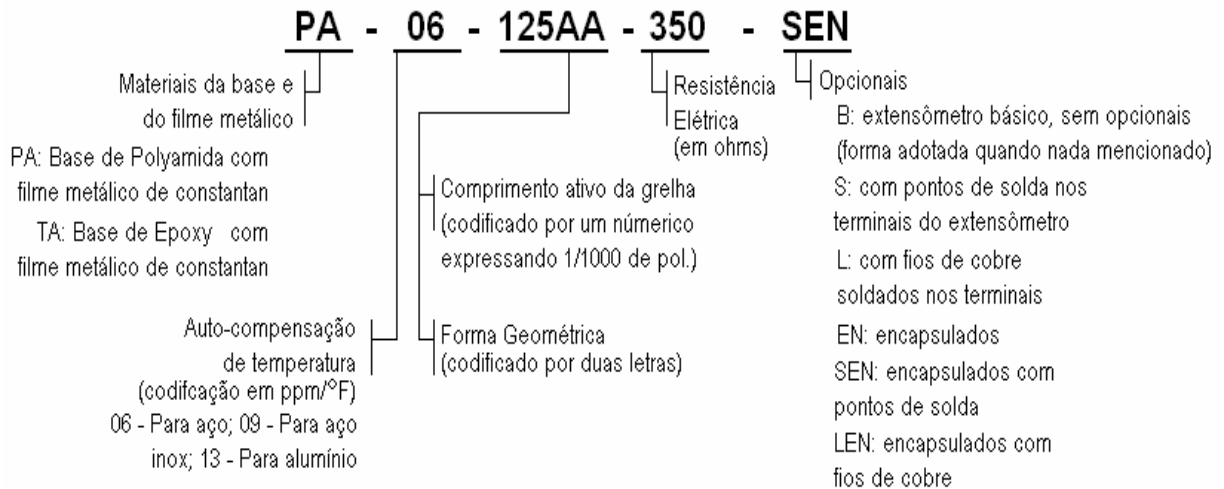 PA - 06 - 125AA - 350 - SEN
Materiais da base e
do filme metálico
PA: Base de Polyamida com
filme metálico de constantan
TA: Base de Epoxy com
filme metálico de constantan
Auto-compensação
de temperatura
(codifcação em ppm/ºF)
06 - Para aço; 09 - Para aço
inox; 13 - Para alumínio
Comprimento ativo da grelha
(codificado por um númerico
expressando 1/1000 de pol.)
Forma Geométrica
(codificado por duas letras)
Resistência
Elétrica
(em ohms)
Opcionais
B: extensômetro básico, sem opcionais
(forma adotada quando nada mencionado)
S: com pontos de solda nos
terminais do extensômetro
L: com fios de cobre
soldados nos terminais
EN: encapsulados
SEN: encapsulados com
pontos de solda
LEN: encapsulados com
fios de cobre